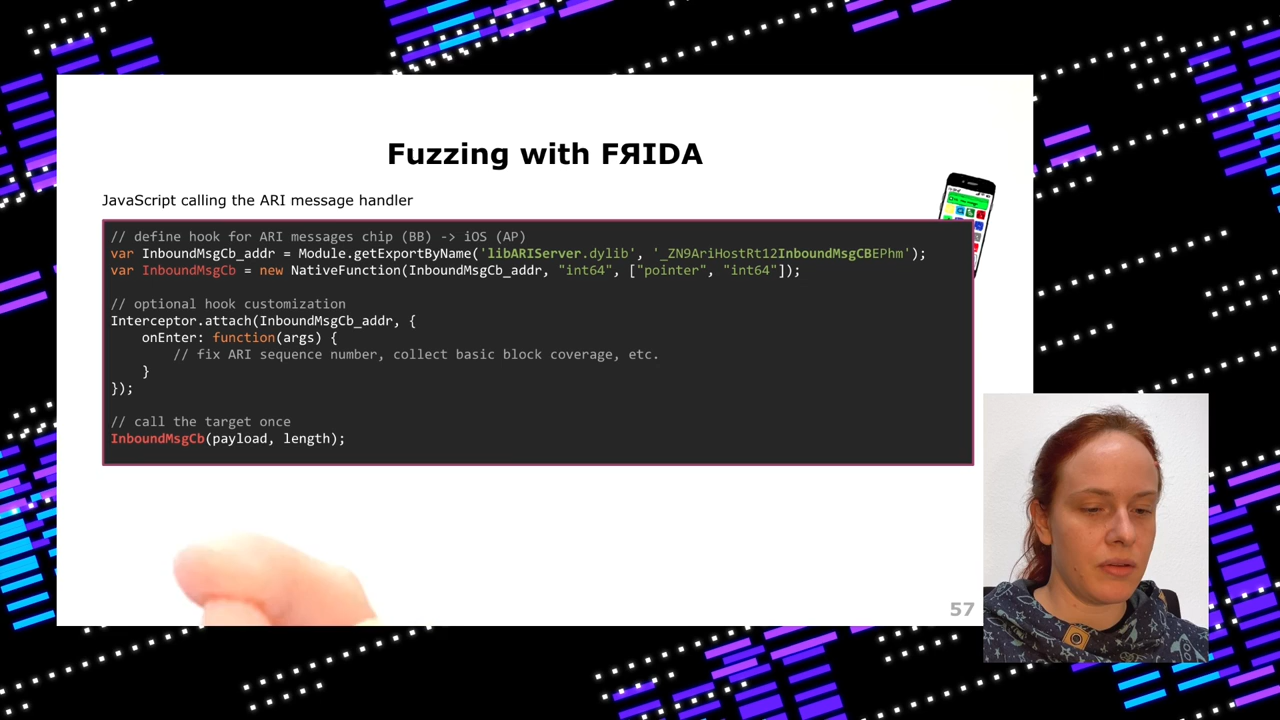 Fuzzing with FЯIDA
JavaScript calling the ARI message handler
// define hook for ARI messages chip (BB) -> iOS (AP)
var InboundMsgCb_addr = Module.getExportByName('libARIServer.dylib', '_ZN9AriHostRt12InboundMsgCBEPhm');
var InboundMsgCb = new NativeFunction(InboundMsgCb_addr, "int64", ["pointer", "int64"]);
// optional hook customization
Interceptor.attach(InboundMsgCb_addr, {
    onEnter: function(args) {
        // fix ARI sequence number, collect basic block coverage, etc.
    }
});
// call the target once
InboundMsgCb(payload, length);
57